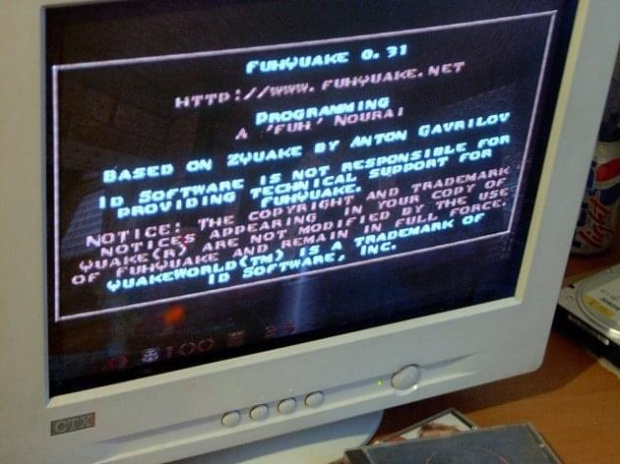 FUHQUAKE 0.31
HTTP://WWW.FUHQUAKE.NET
PROGRAMMING
A 'FUH' NOURAI
BASED ON ZQUAKE BY ANTON GAVRILOV
ID SOFTWARE IS NOT RESPONSIBLE FOR
PROVIDING TECHNICAL SUPPORT FOR
FUHQUAKE.
NOTICE: THE COPYRIGHT AND TRADEMARK
NOTICES APPEARING IN YOUR COPY OF
QUAKE(R) ARE NOT MODIFIED BY THE USE
OF FUHQUAKE AND REMAIN IN FULL FORCE.
QUAKEWORLD(TM) IS A TRADEMARK OF
ID SOFTWARE, INC.
100
25
CTX
light